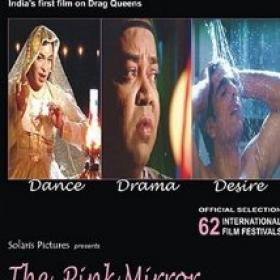 India's first film on Drag Queens
Dance Drama Desire
OFFICIAL SELECTION
62 INTERNATIONAL
FILM FESTIVALS
Solaris Pictures presents
The Pink Mirror